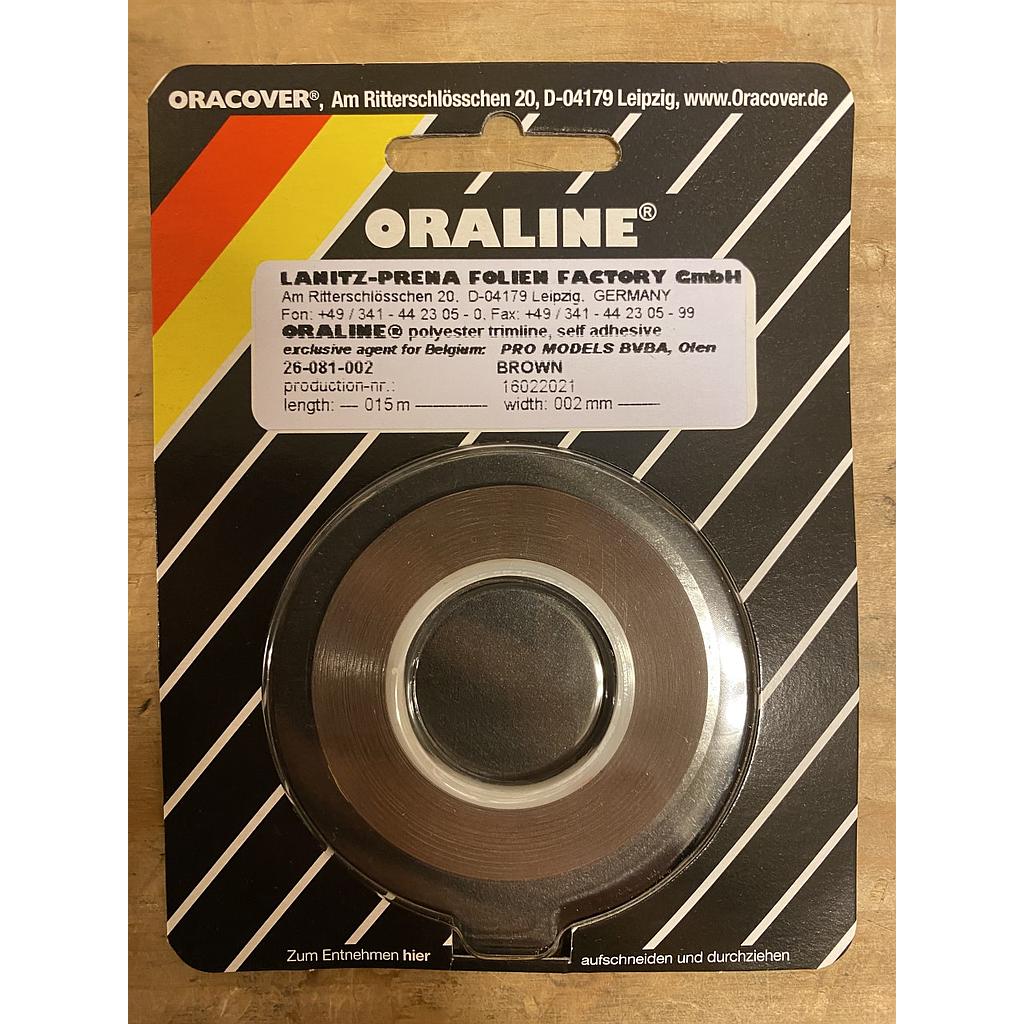 ORACOVER®, Am Ritterschlösschen 20, D-04179 Leipzig, www.Oracover.de
ORALINE®
LANITZ-PRENA FOLIEN FACTORY GmbH
Am Ritterschlösschen 20, D-04179 Leipzig, GERMANY
Fon: +49 / 341 - 44 23 05 - 0, Fax: +49 / 341 - 44 23 05 - 99
ORALINE® polyester trimline, self adhesive
exclusive agent for Belgium: PRO MODELS BVBA, Olen
26-081-002 BROWN
production-nr.: 16022021
length: --- 015 m ------------ width: 002 mm -------
Zum Entnehmen hier aufschneiden und durchziehen